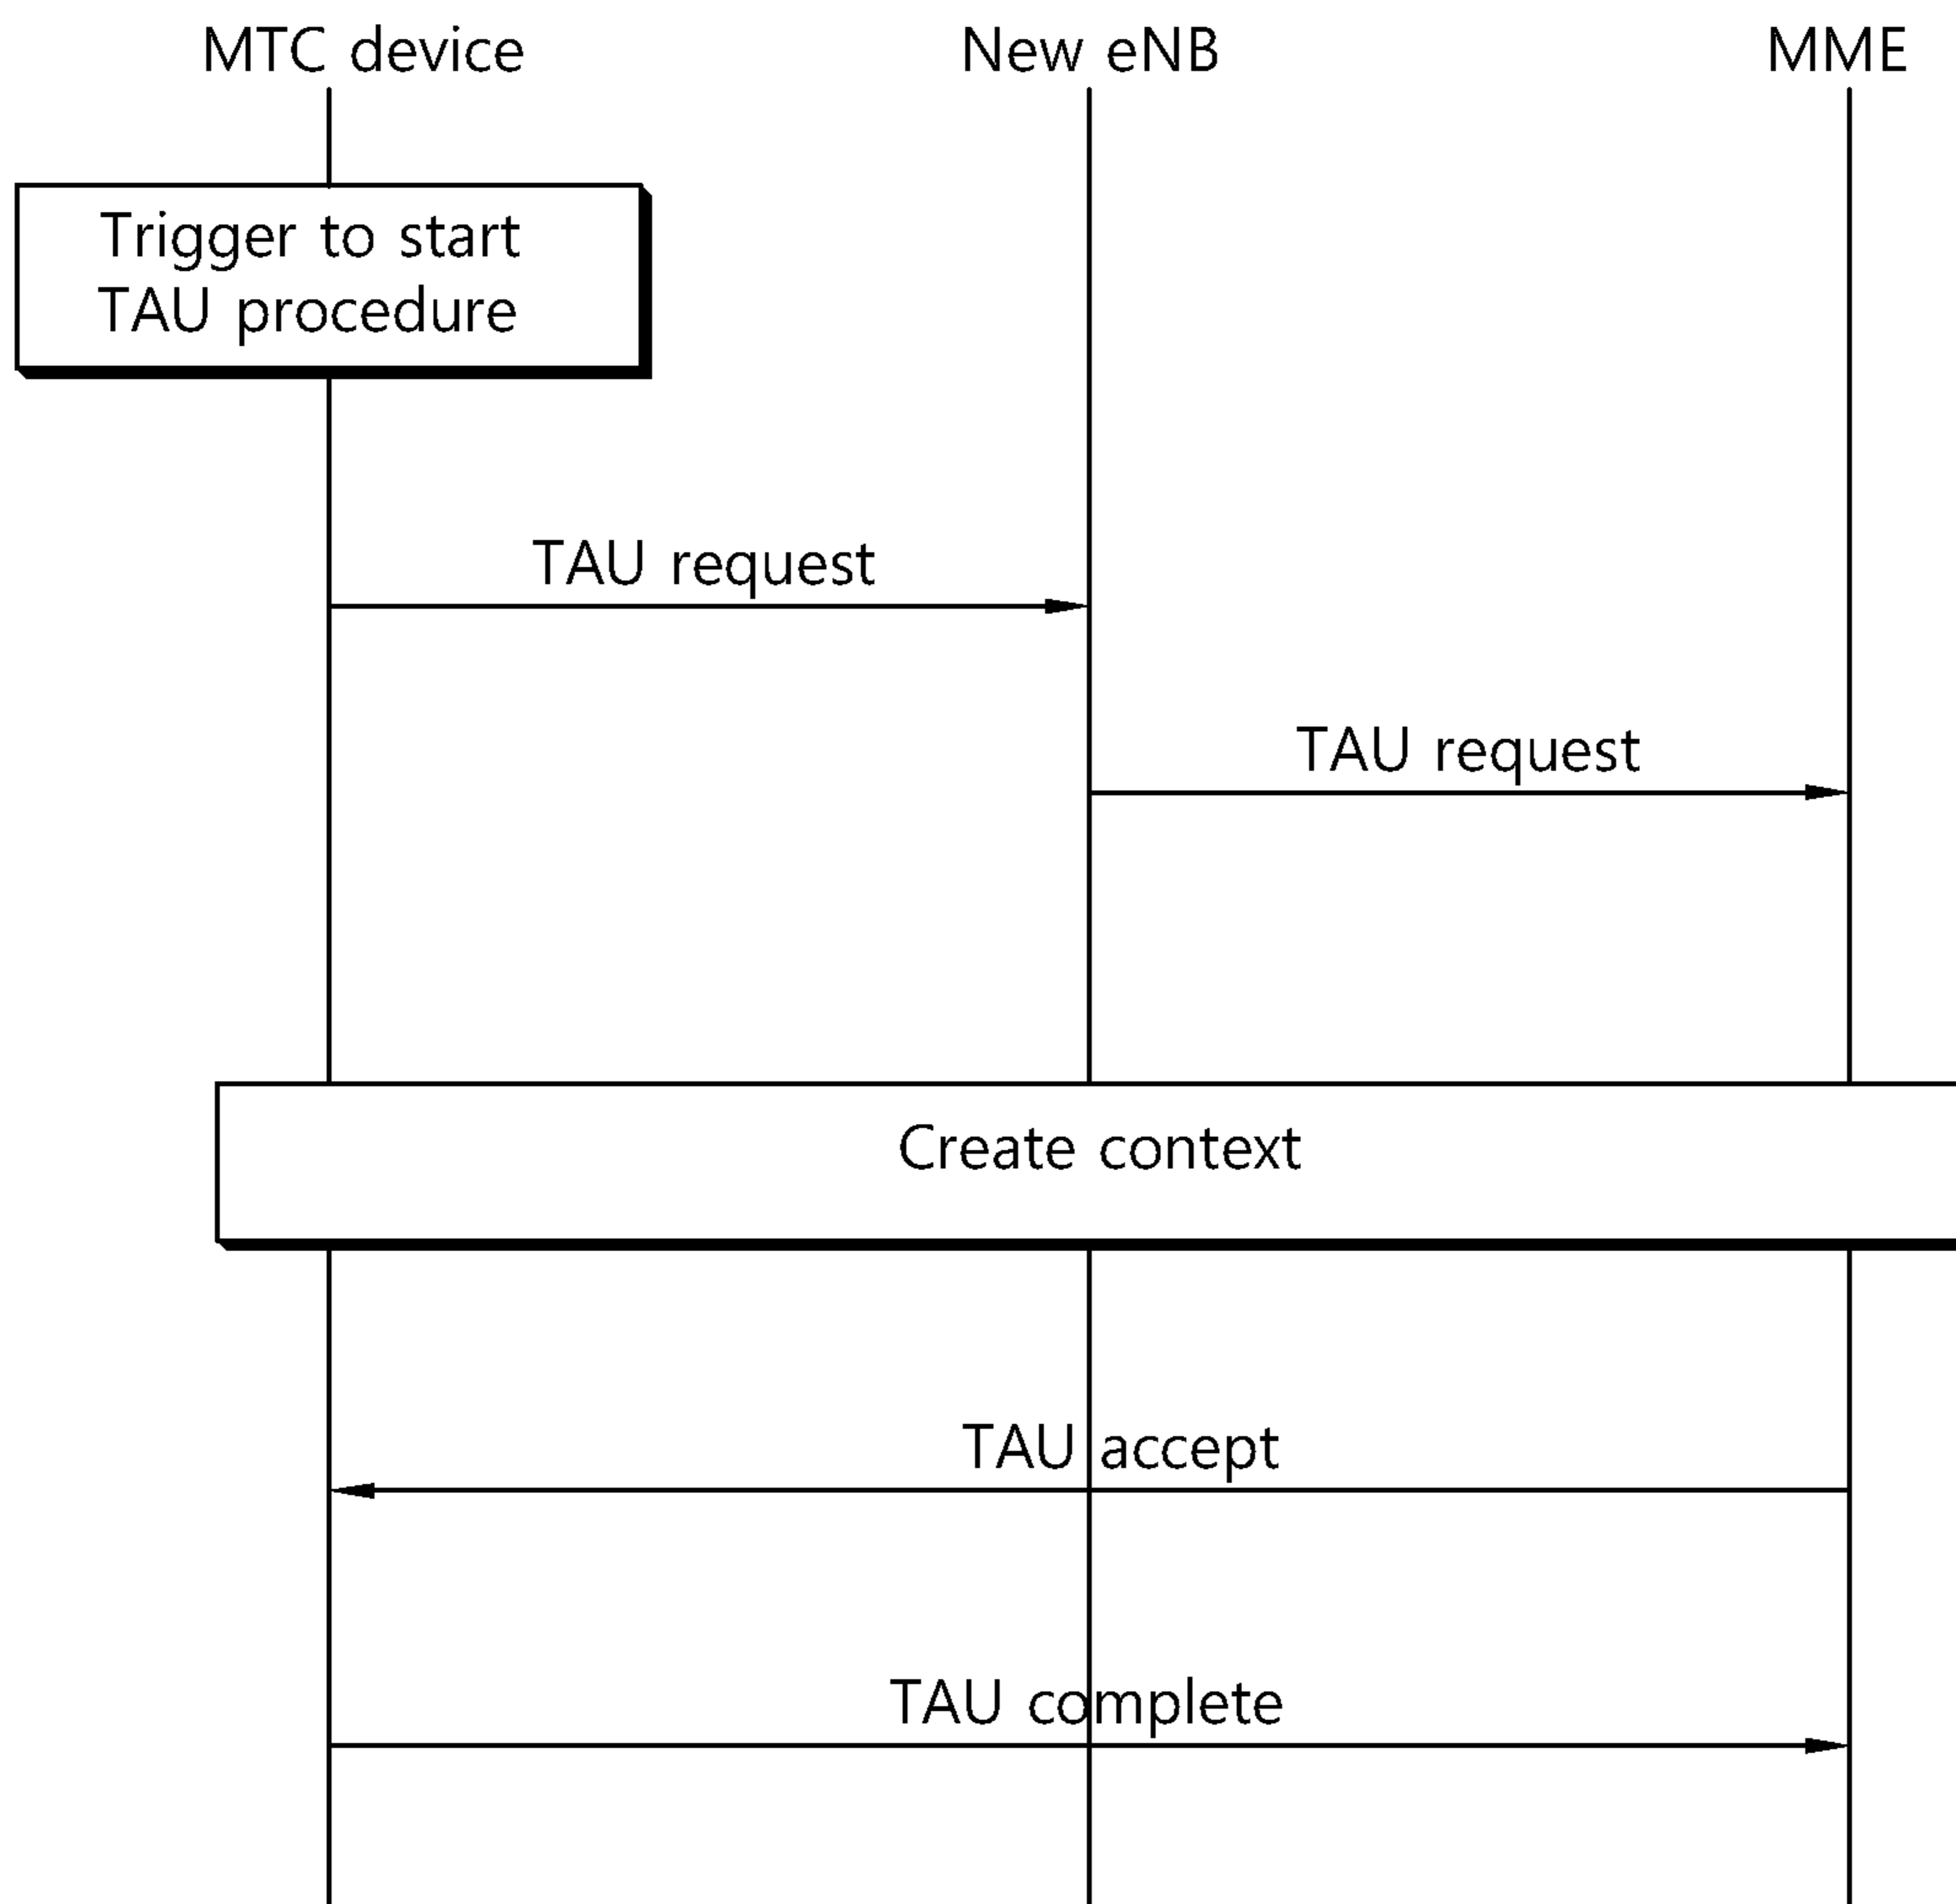 MTC device
New eNB
MME
Trigger to start
TAU procedure
TAU request
TAU request
Create context
TAU accept
TAU complete